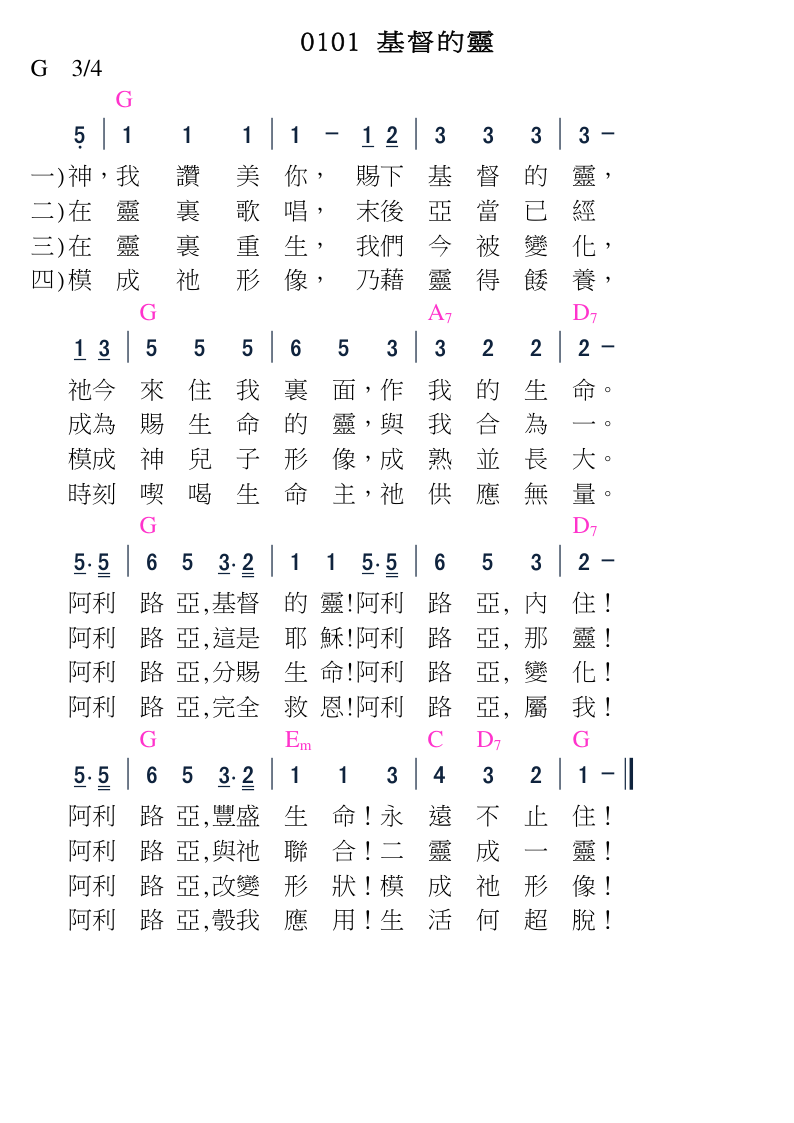 0101 基督的靈
G 3/4
G
5 | 1 1 1 | 1 - 1 2 | 3 3 3 | 3 -
一)神，我 讚 美 你， 賜下 基 督 的 靈，
二)在 靈 裏 歌 唱， 末後 亞 當 已 經
三)在 靈 裏 重 生， 我們 今 被 變 化，
四)模 成 祂 形 像， 乃藉 靈 得 餧 養，
G A7 D7
1 3 | 5 5 5 | 6 5 3 | 3 2 2 | 2 -
祂今 來 住 我 裏 面，作 我 的 生 命。
成為 賜 生 命 的 靈，與 我 合 為 一。
模成 神 兒 子 形 像，成 熟 並 長 大。
時刻 喫 喝 生 命 主，祂 供 應 無 量。
G D7
5. 5 | 6 5 3. 2 | 1 1 5. 5 | 6 5 3 | 2 -
阿利 路 亞,基督 的 靈!阿利 路 亞, 內 住!
阿利 路 亞,這是 耶 穌!阿利 路 亞, 那 靈!
阿利 路 亞,分賜 生 命!阿利 路 亞, 變 化!
阿利 路 亞,完全 救 恩!阿利 路 亞, 屬 我!
G Em C D7 G
5. 5 | 6 5 3. 2 | 1 1 3 | 4 3 2 | 1 - ‖
阿利 路 亞,豐盛 生 命!永 遠 不 止 住!
阿利 路 亞,與祂 聯 合!二 靈 成 一 靈!
阿利 路 亞,改變 形 狀!模 成 祂 形 像!
阿利 路 亞,彀我 應 用!生 活 何 超 脫!